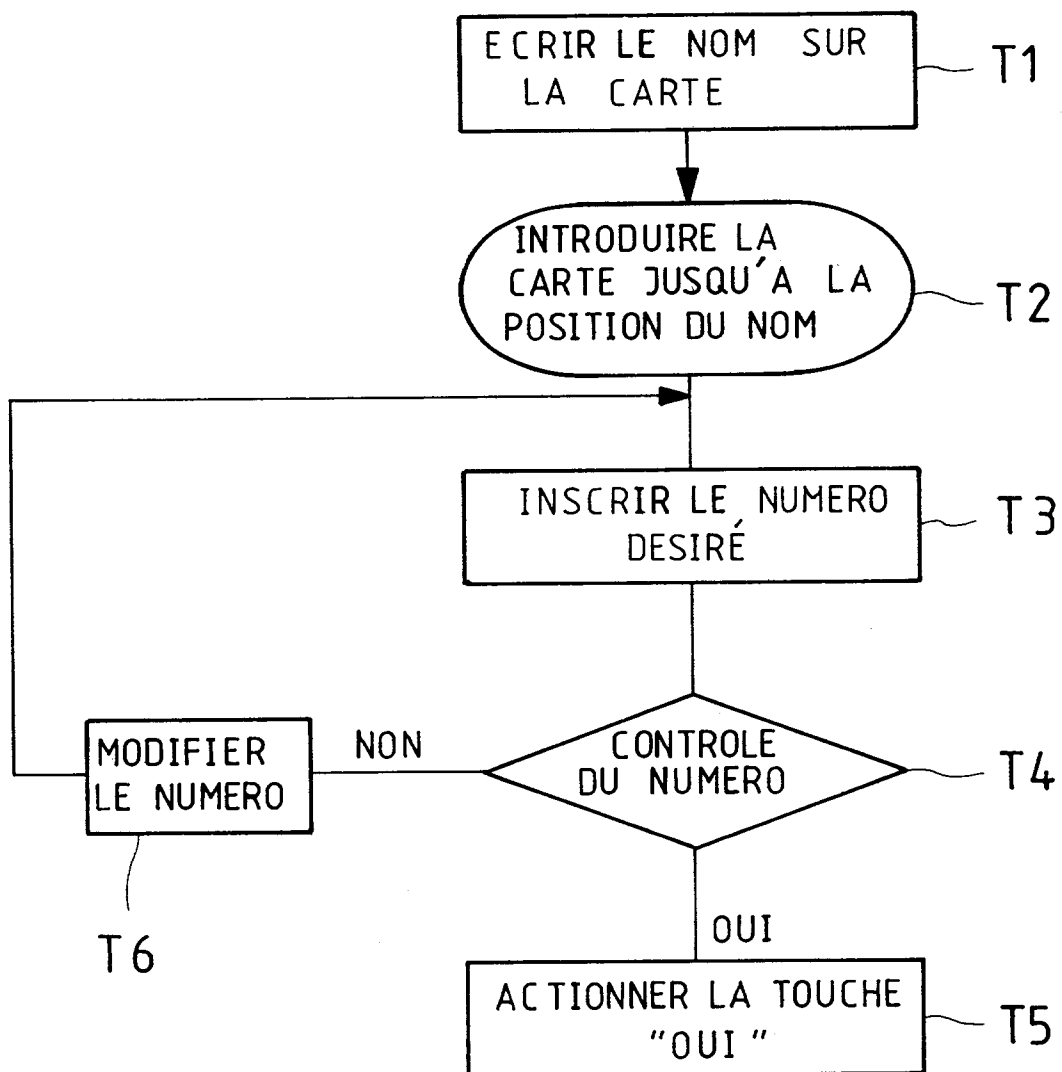 ECRIR LE NOM SUR
LA CARTE
T1
INTRODUIRE LA
CARTE JUSQU'A LA
POSITION DU NOM
T2
INSCRIR LE NUMERO
DESIRÉ
T3
CONTROLE
DU NUMERO
T4
NON
MODIFIER
LE NUMERO
T6
OUI
ACTIONNER LA TOUCHE
"OUI"
T5